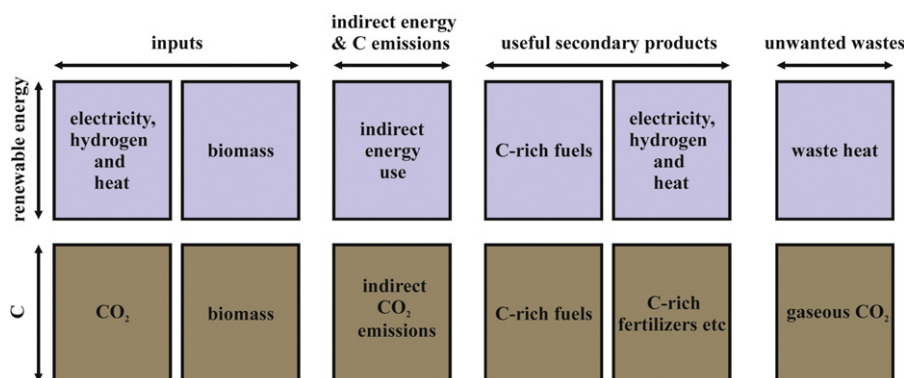 inputs
indirect energy
& C emissions
useful secondary products
unwanted wastes
renewable energy
electricity,
hydrogen
and
heat
biomass
indirect
energy
use
C-rich fuels
electricity,
hydrogen
and
heat
waste heat
C
CO₂
biomass
indirect
CO₂
emissions
C-rich fuels
C-rich
fertilizers etc
gaseous CO₂